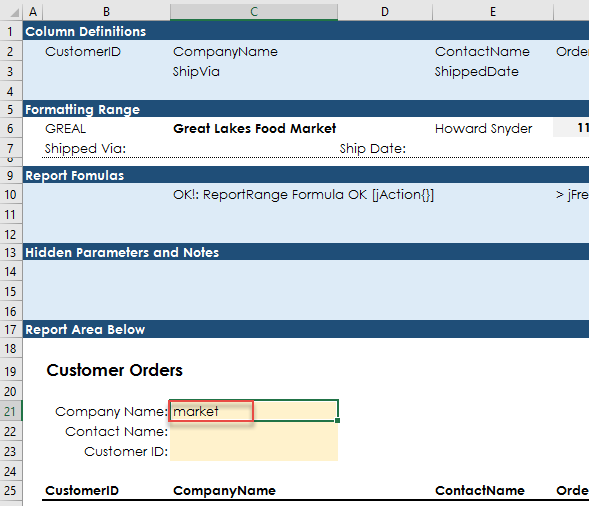 A B C D E
1 Column Definitions
2 CustomerID CompanyName ContactName Orde
3 ShipVia ShippedDate
4
5 Formatting Range
6 GREAL Great Lakes Food Market Howard Snyder 11
7 Shipped Via: Ship Date:
8
9 Report Fomulas
10 OK!: ReportRange Formula OK [jAction{}] > jFre
11
12
13 Hidden Parameters and Notes
14
15
16
17 Report Area Below
18
19 Customer Orders
20
21 Company Name: market
22 Contact Name:
23 Customer ID:
24
25 CustomerID CompanyName ContactName Orde